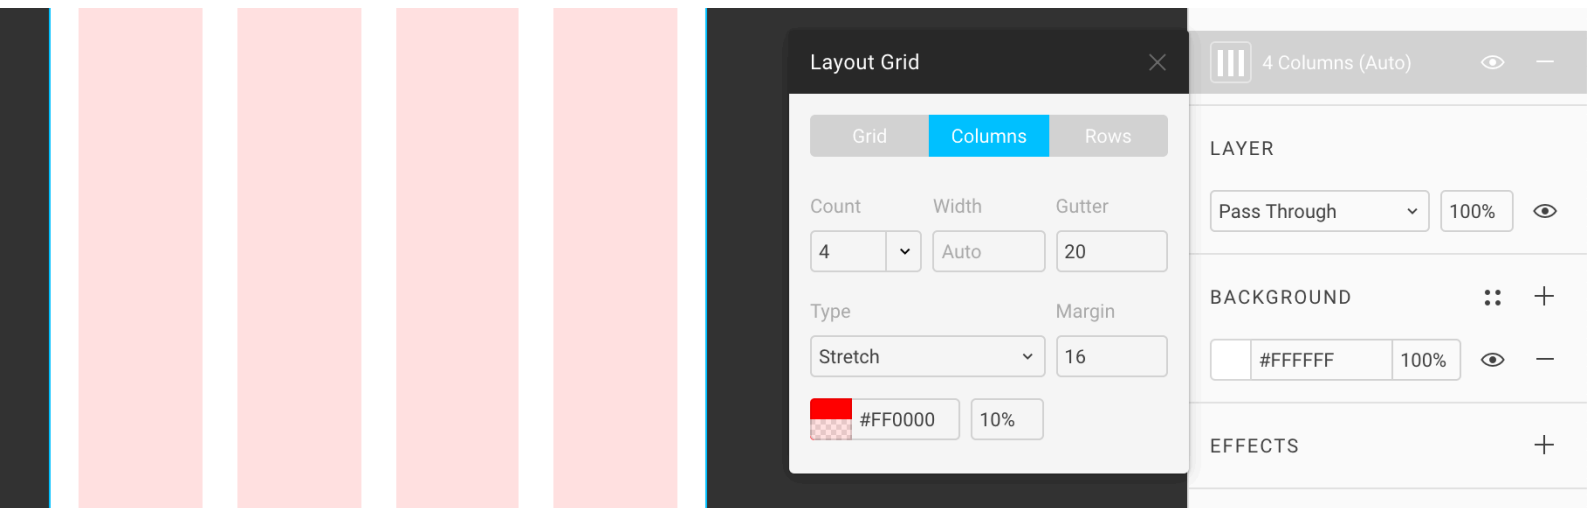 Layout Grid
4 Columns (Auto)
Grid Columns Rows
LAYER
Count Width Gutter
Pass Through 100%
4 Auto 20
BACKGROUND
Type Margin
Stretch 16
#FFFFFF 100%
#FF0000 10%
EFFECTS